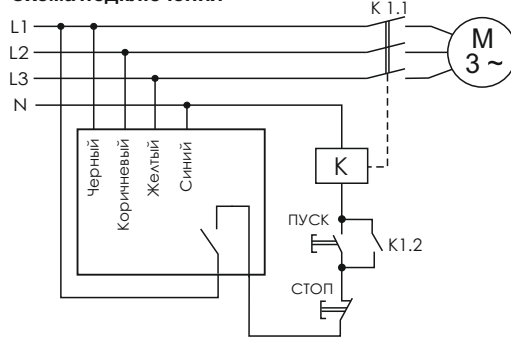 Схема подключения
K 1.1
L1
L2
L3
N
M
3 ~
Черный
Коричневый
Желтый
Синий
K
ПУСК
K1.2
СТОП